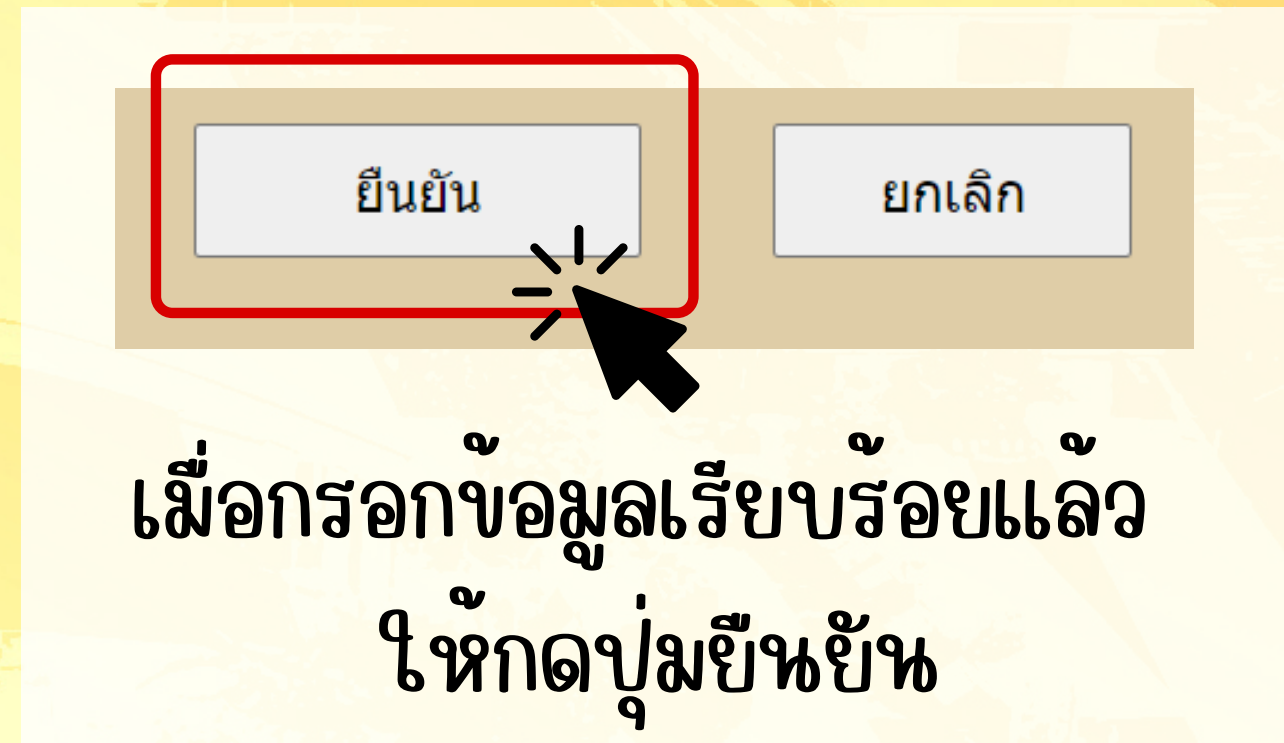 ยืนยัน ยกเลิก
เมื่อกรอกข้อมูลเรียบร้อยแล้ว
ให้กดปุ่มยืนยัน